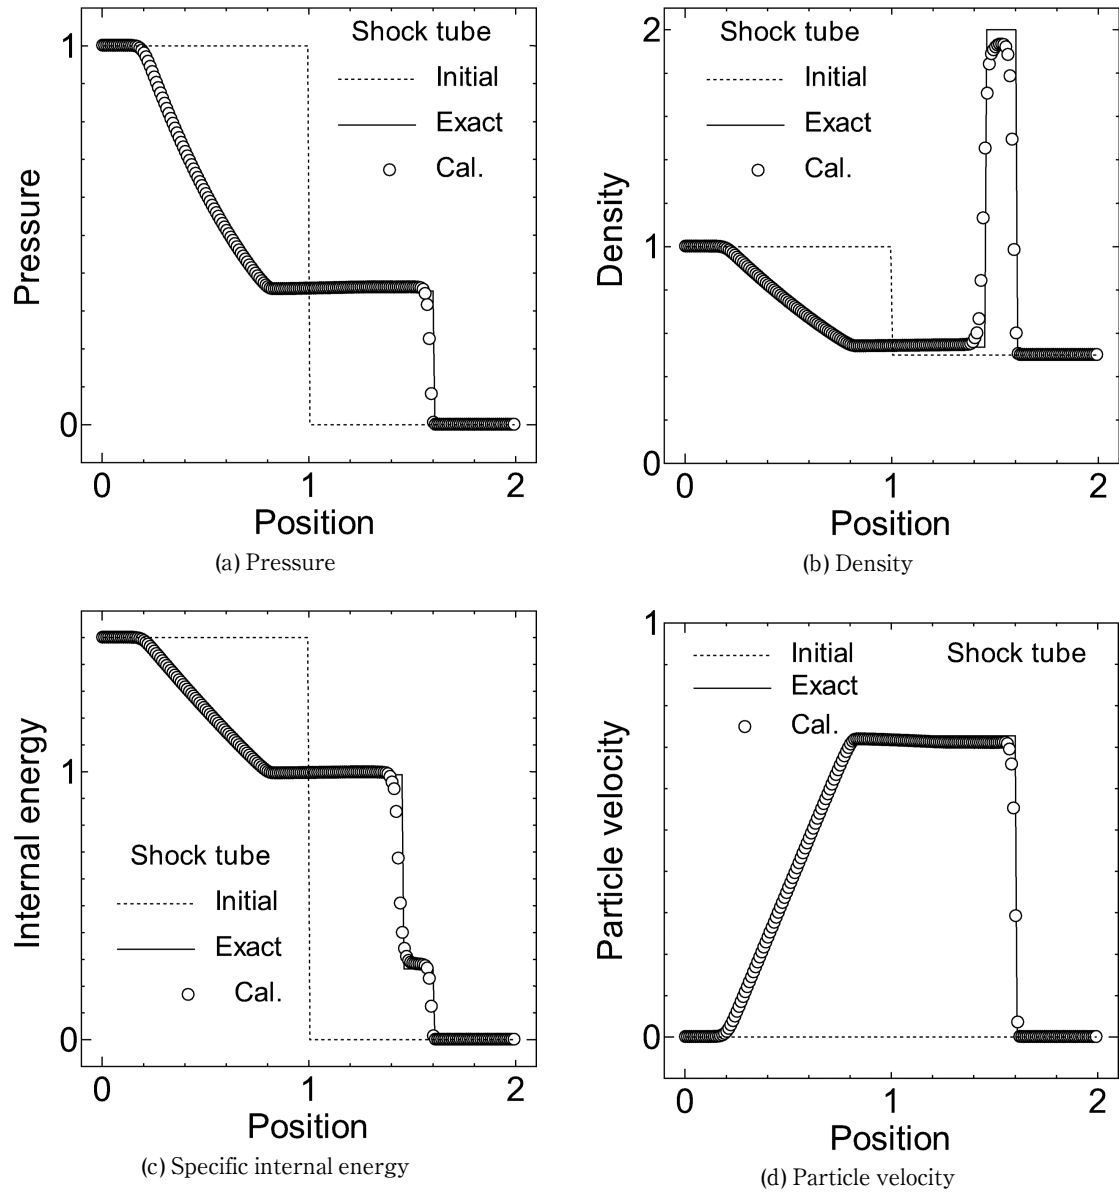 Shock tube
Initial
Exact
Cal.
1
0
Pressure
0 1 2
Position
(a) Pressure
Shock tube
Initial
Exact
Cal.
2
1
0
Density
0 1 2
Position
(b) Density
1
0
Internal energy
Shock tube
Initial
Exact
Cal.
0 1 2
Position
(c) Specific internal energy
1
0
Particle velocity
Initial
Shock tube
Exact
Cal.
0 1 2
Position
(d) Particle velocity